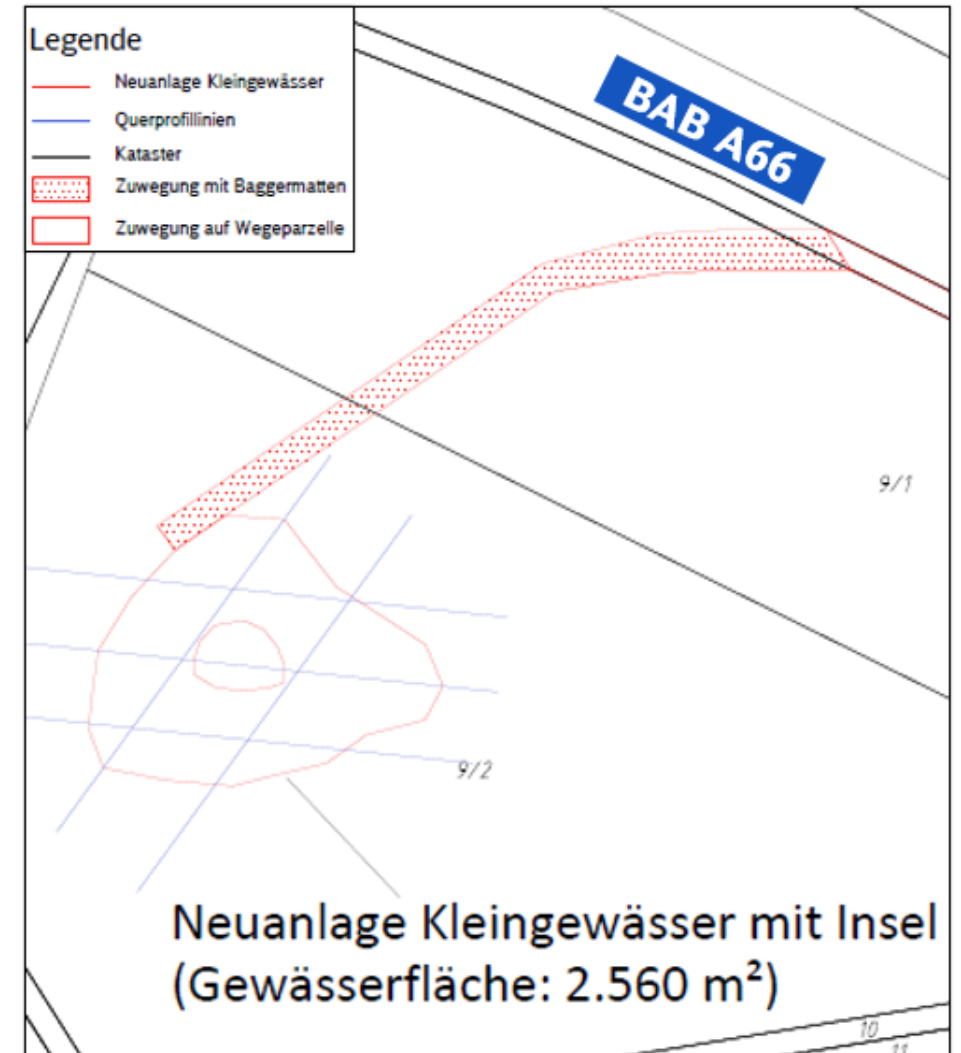 Legende
Neuanlage Kleingewässer
Querprofillinien
Kataster
Zuwegung mit Baggermatten
Zuwegung auf Wegeparzelle
BAB A66
9/1
9/2
Neuanlage Kleingewässer mit Insel
(Gewässerfläche: 2.560 m²)
10
11